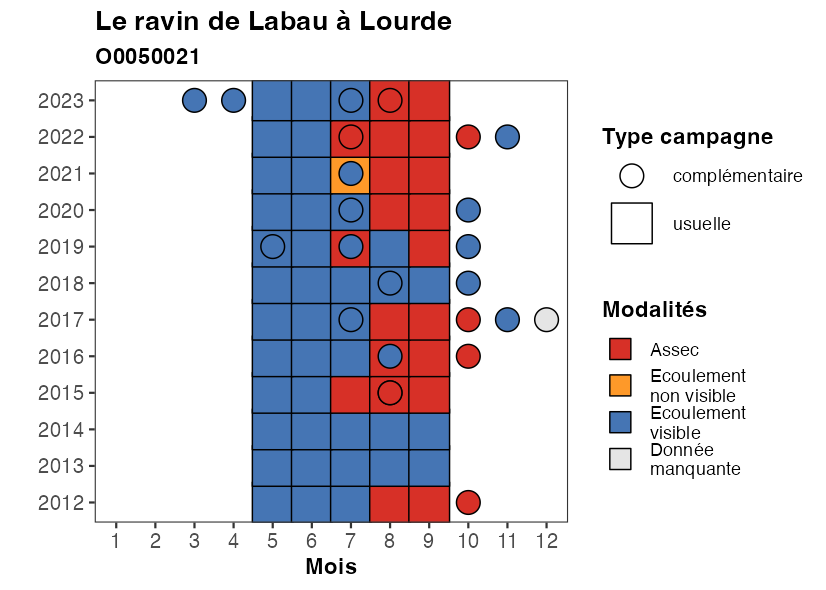 Le ravin de Labau à Lourde
O0050021
2023
2022
2021
2020
2019
2018
2017
2016
2015
2014
2013
2012
1 2 3 4 5 6 7 8 9 10 11 12
Mois
Type campagne
complémentaire
usuelle
Modalités
Assec
Ecoulement
non visible
Ecoulement
visible
Donnée
manquante